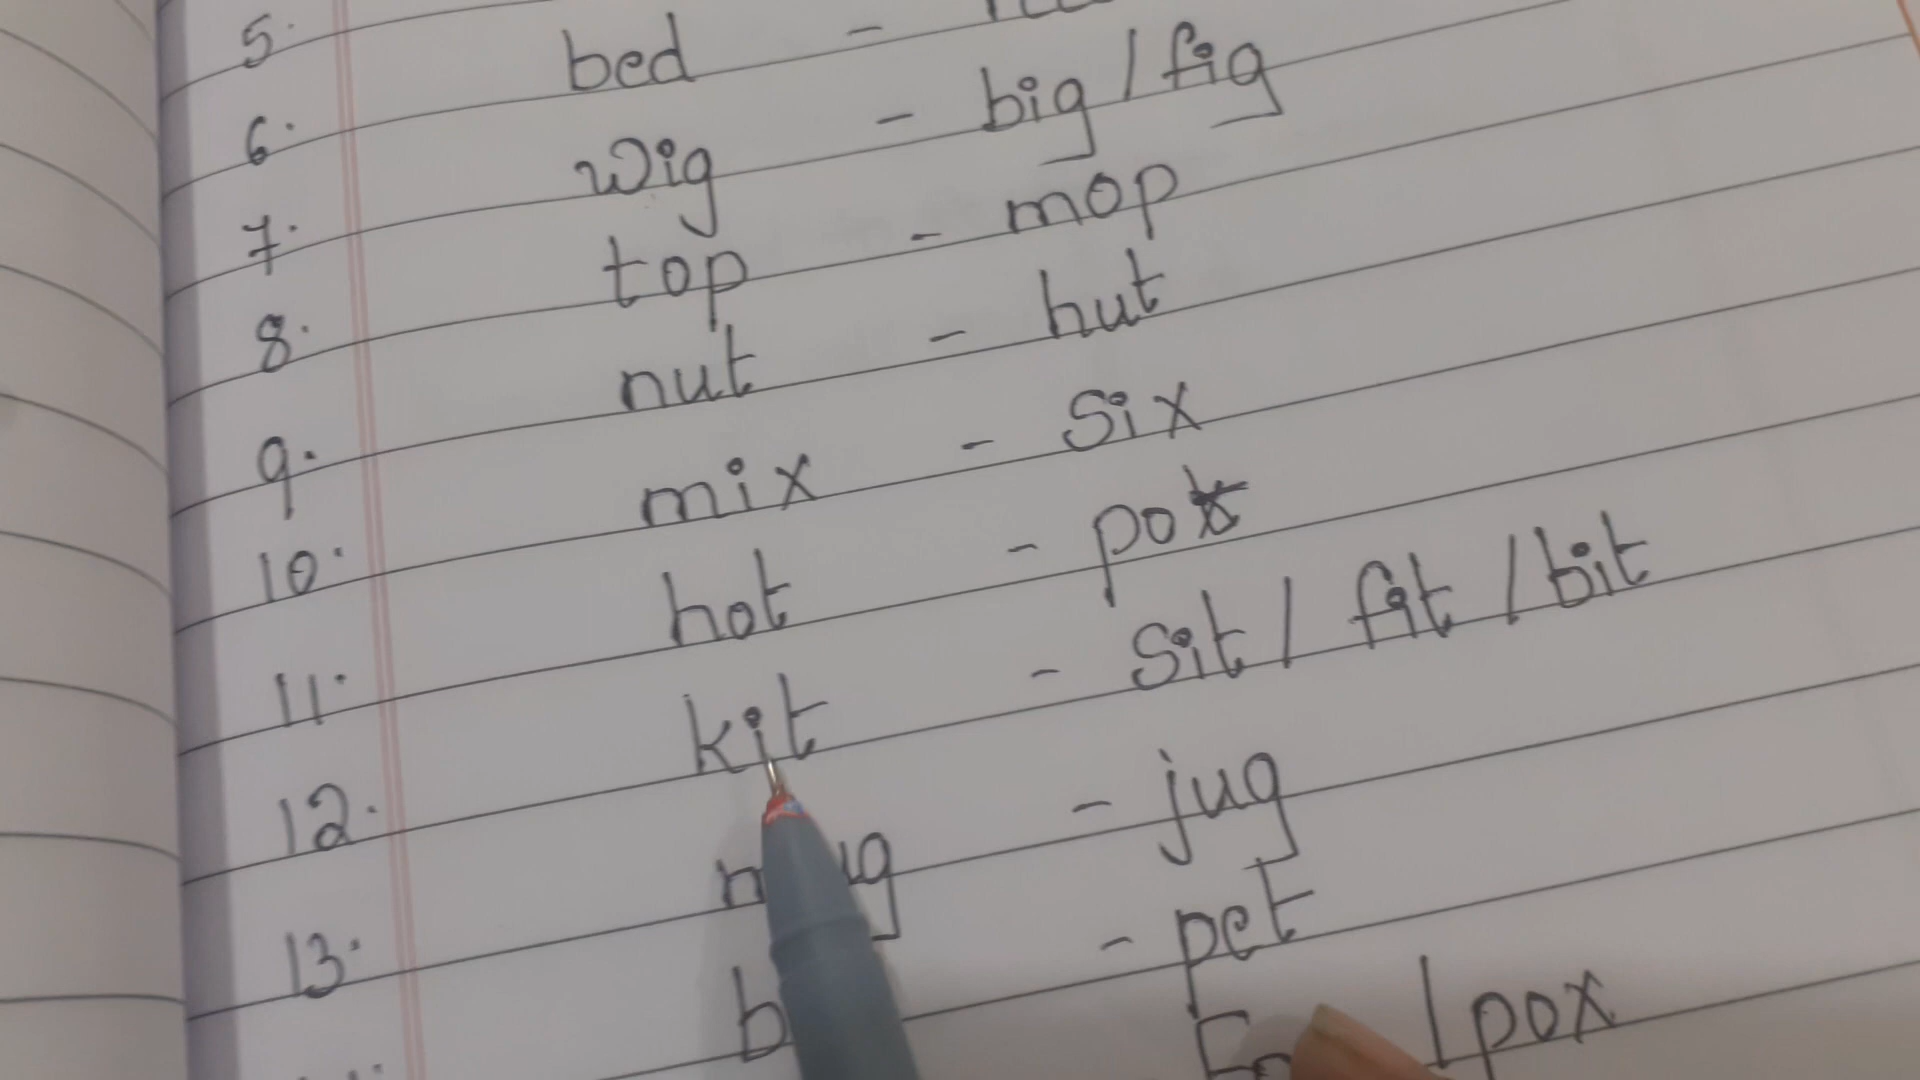 5. bed -
6. wig - big / fig
7. top - mop
8. nut - hut
9. mix - six
10. hot - pot
11. kit - sit / fit / bit
12. - jug
13. - pet
/ pox